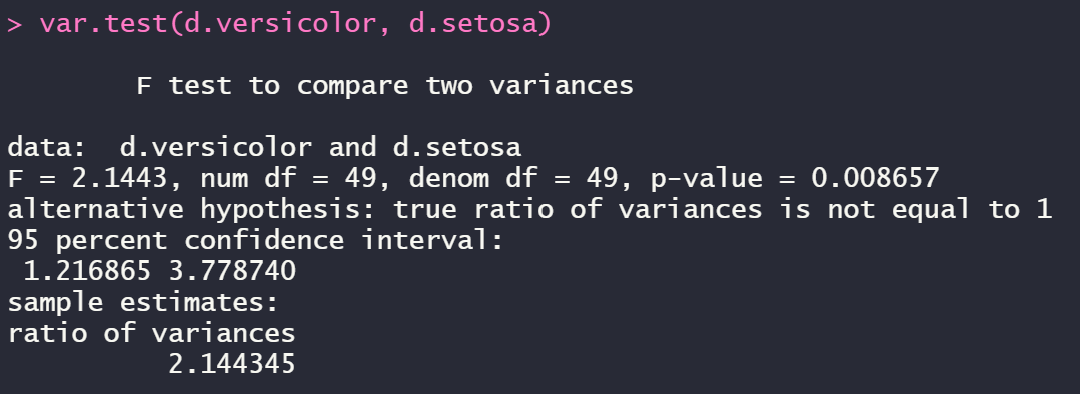 > var.test(d.versicolor, d.setosa)
F test to compare two variances
data:  d.versicolor and d.setosa
F = 2.1443, num df = 49, denom df = 49, p-value = 0.008657
alternative hypothesis: true ratio of variances is not equal to 1
95 percent confidence interval:
1.216865 3.778740
sample estimates:
ratio of variances
2.144345